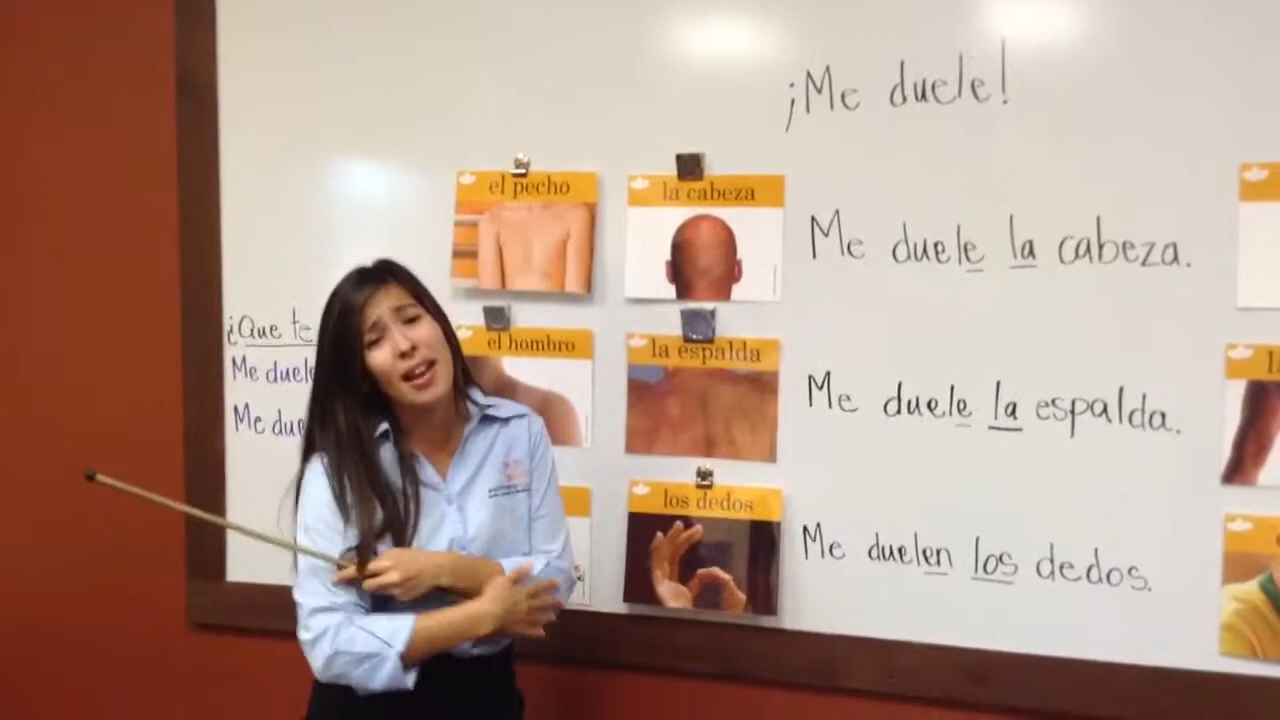 ¡Me duele!
el pecho
la cabeza
Me duele la cabeza.
¿Que te
Me duele
Me
el hombro
la espalda
Me duele la espalda.
los dedos
Me duelen los dedos.